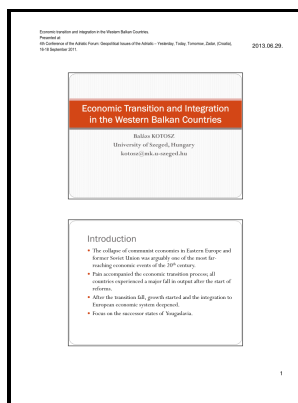 Economic transition and integration in the Western Balkan Countries
Presented at:
4th Conference of the Adriatic Forum: Geopolitical Issues of the Adriatic – Yesterday, Today, Tomorrow, Zadar, (Croatia),
16-18 September 2011.
2013.06.29.
Economic Transition and Integration
in the Western Balkan Countries
Balázs KOTOSZ
University of Szeged, Hungary
kotosz@mk.u-szeged.hu
Introduction
• The collapse of communist economies in Eastern Europe and
former Soviet Union was arguably one of the most far-
reaching economic events of the 20th century.
• Pain accompanied the economic transition process; all
countries experienced a major fall in output after the start of
reforms.
• After the transition fall, growth started and the integration to
European economic system deepened.
• Focus on the successor states of Yougaslavia.
1